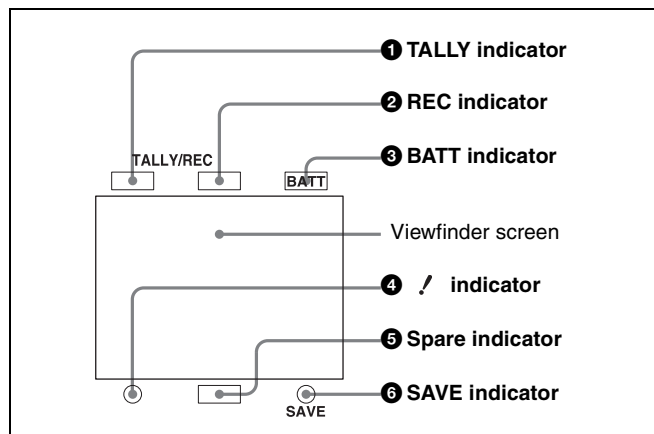 ❶ TALLY indicator
❷ REC indicator
❸ BATT indicator
TALLY/REC
BATT
Viewfinder screen
❹ ! indicator
❺ Spare indicator
❻ SAVE indicator
SAVE